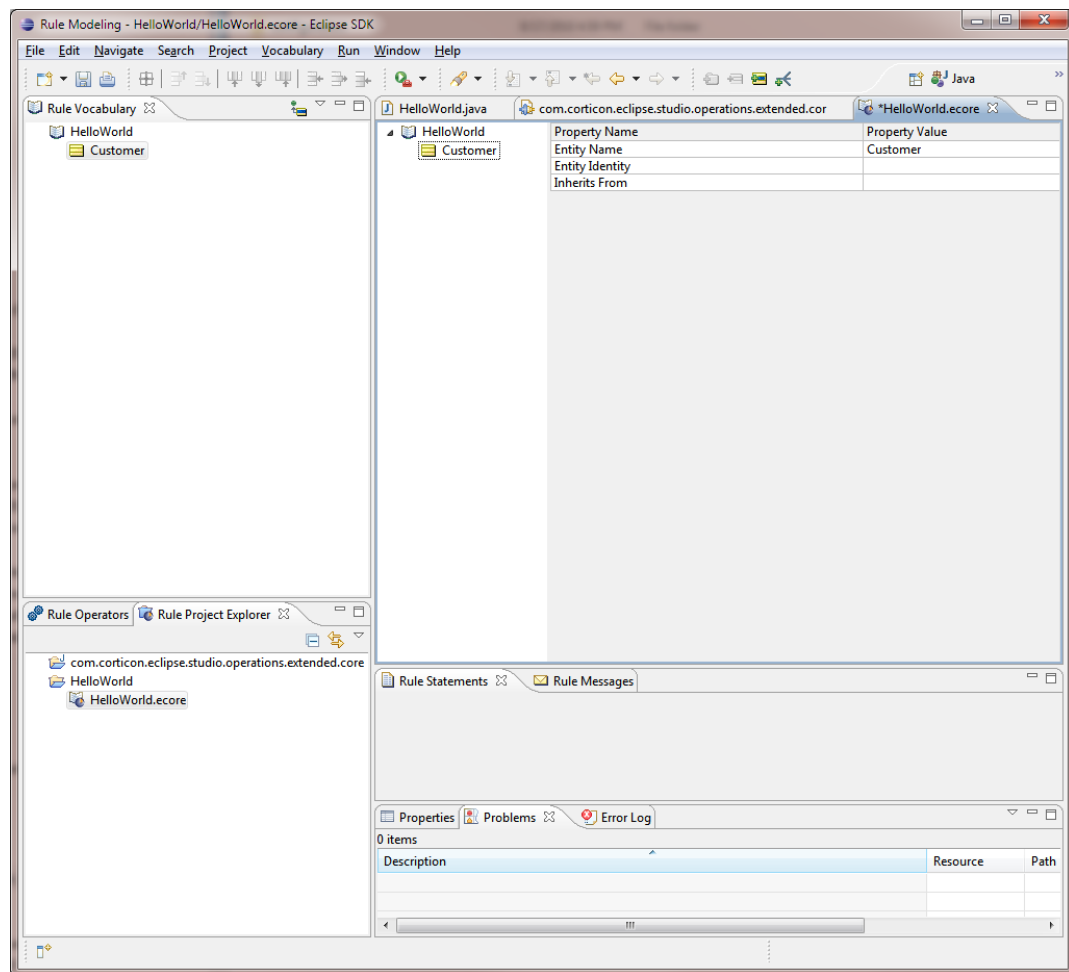 Rule Modeling - HelloWorld/HelloWorld.ecore - Eclipse SDK
File Edit Navigate Search Project Vocabulary Run Window Help
Java
Rule Vocabulary
HelloWorld
Customer
HelloWorld.java com.corticon.eclipse.studio.operations.extended.cor *HelloWorld.ecore
HelloWorld
Customer
Property Name Property Value
Entity Name Customer
Entity Identity
Inherits From
Rule Operators Rule Project Explorer
com.corticon.eclipse.studio.operations.extended.core
HelloWorld
HelloWorld.ecore
Rule Statements Rule Messages
Properties Problems Error Log
0 items
Description Resource Path